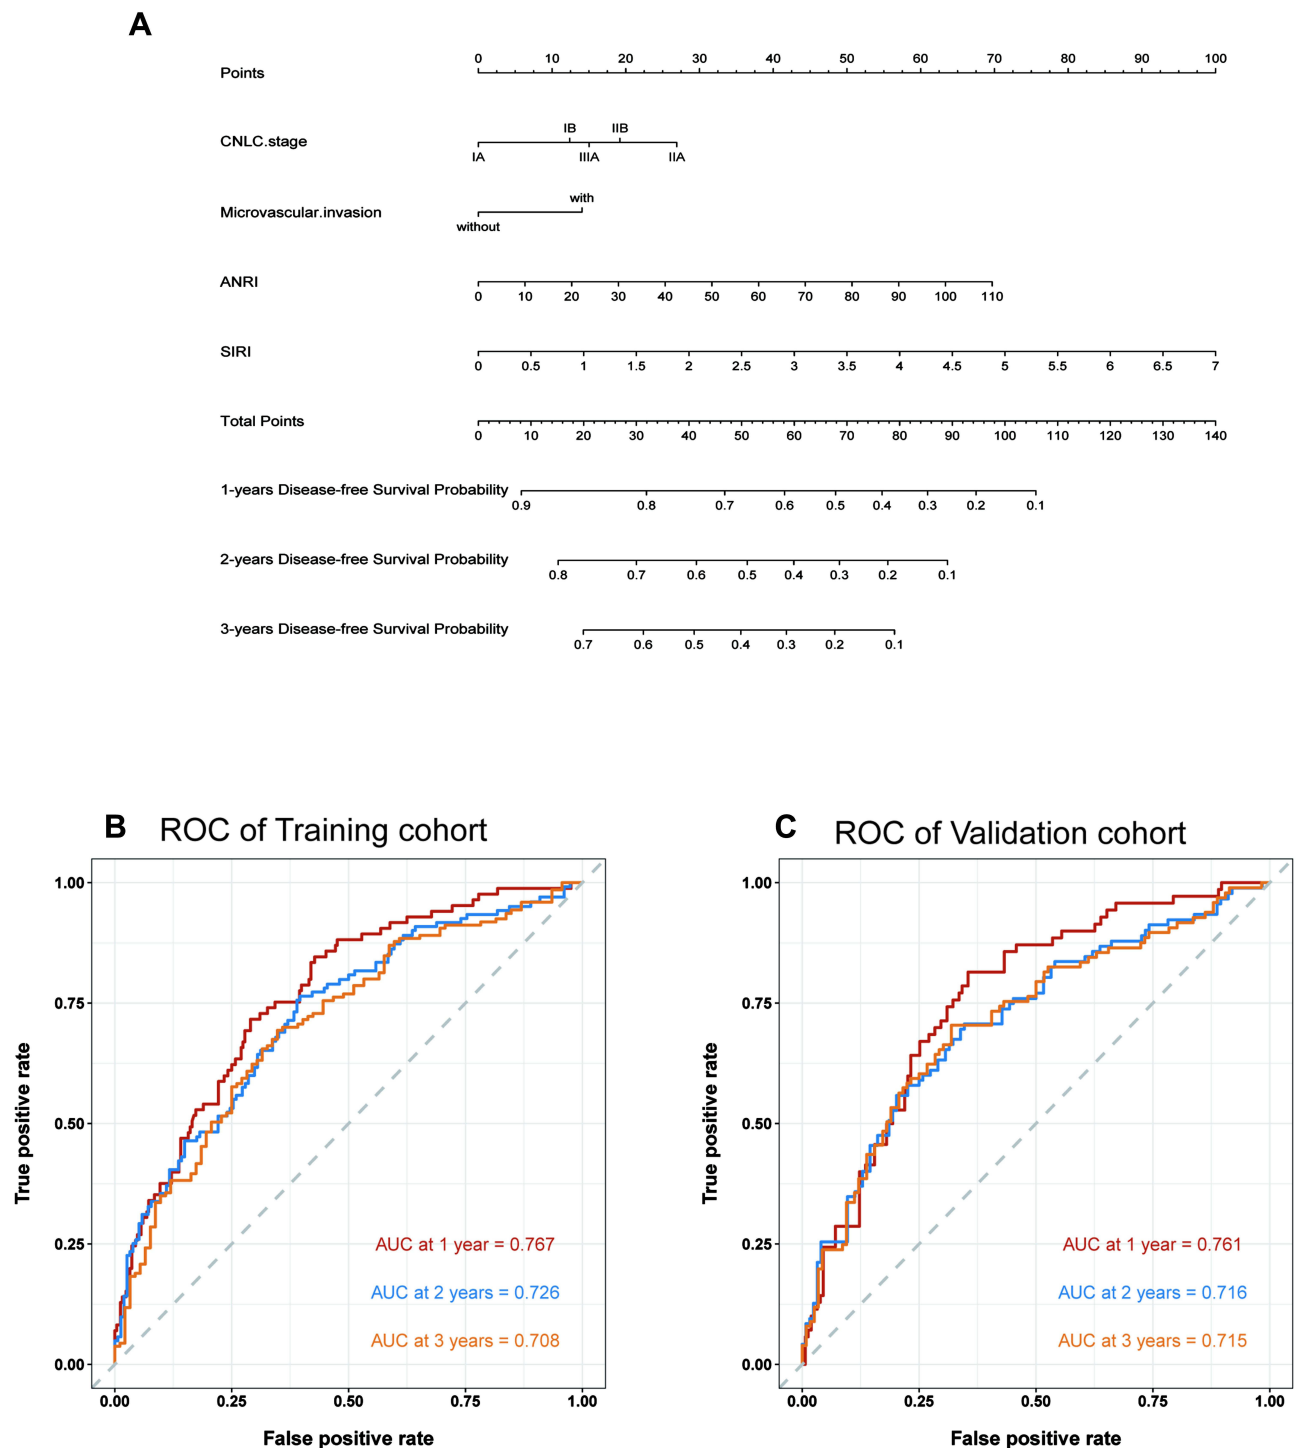 A
Points
0 10 20 30 40 50 60 70 80 90 100
CNLC.stage
IB IIB
IA IIIA IIA
Microvascular.invasion
with
without
ANRI
0 10 20 30 40 50 60 70 80 90 100 110
SIRI
0 0.5 1 1.5 2 2.5 3 3.5 4 4.5 5 5.5 6 6.5 7
Total Points
0 10 20 30 40 50 60 70 80 90 100 110 120 130 140
1-years Disease-free Survival Probability
0.9 0.8 0.7 0.6 0.5 0.4 0.3 0.2 0.1
2-years Disease-free Survival Probability
0.8 0.7 0.6 0.5 0.4 0.3 0.2 0.1
3-years Disease-free Survival Probability
0.7 0.6 0.5 0.4 0.3 0.2 0.1
B ROC of Training cohort
True positive rate
1.00
0.75
0.50
0.25
0.00
AUC at 1 year = 0.767
AUC at 2 years = 0.726
AUC at 3 years = 0.708
0.00 0.25 0.50 0.75 1.00
False positive rate
C ROC of Validation cohort
True positive rate
1.00
0.75
0.50
0.25
0.00
AUC at 1 year = 0.761
AUC at 2 years = 0.716
AUC at 3 years = 0.715
0.00 0.25 0.50 0.75 1.00
False positive rate